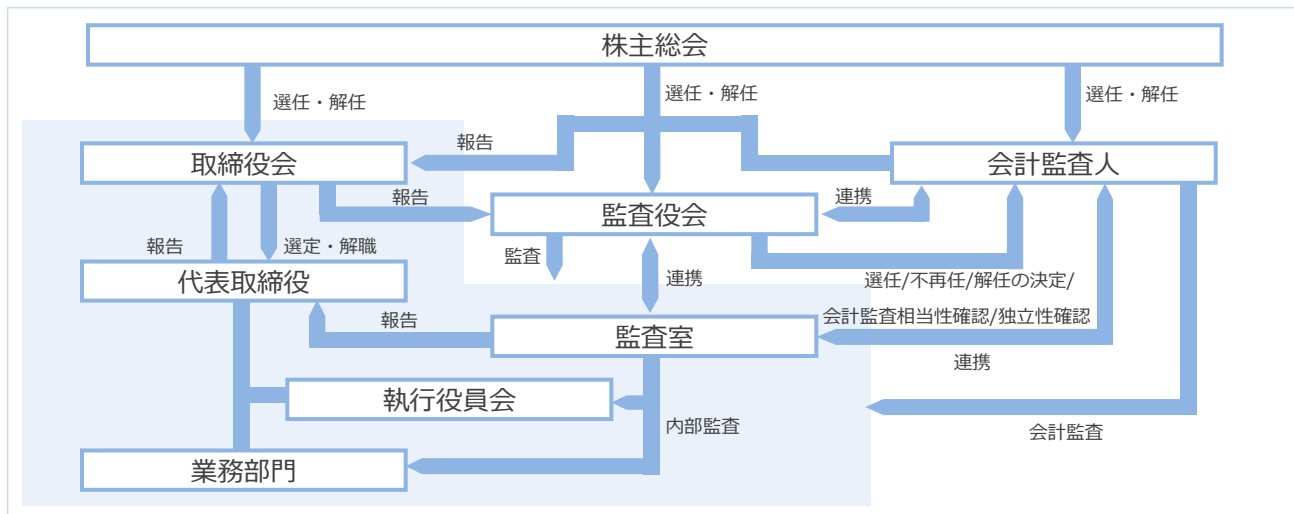 株主総会
選任・解任
選任・解任
選任・解任
報告
取締役会
会計監査人
報告
連携
監査役会
報告
選定・解職
監査
連携
代表取締役
選任/不再任/解任の決定/
会計監査相当性確認/独立性確認
報告
監査室
連携
執行役員会
内部監査
会計監査
業務部門